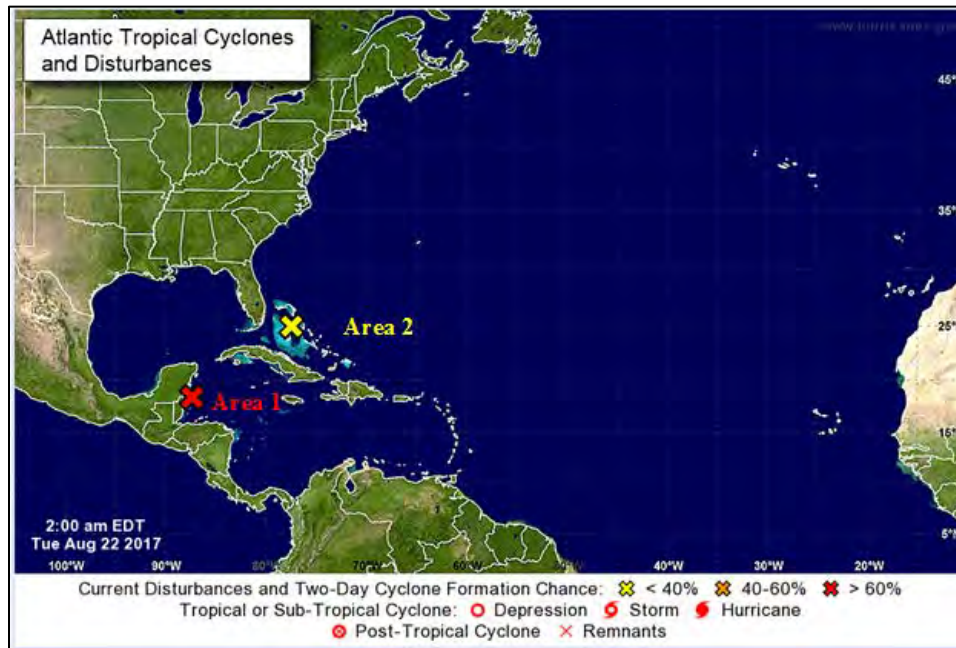 Atlantic Tropical Cyclones
and Disturbances
45°
35°
Area 2
25°
Area 1
15°
2:00 am EDT
Tue Aug 22 2017
5°N
100°W 90°W 80°W 70°W 60°W 50°W 40°W 30°W 20°W
Current Disturbances and Two-Day Cyclone Formation Chance: < 40% 40-60% > 60%
Tropical or Sub-Tropical Cyclone: Depression Storm Hurricane
Post-Tropical Cyclone Remnants